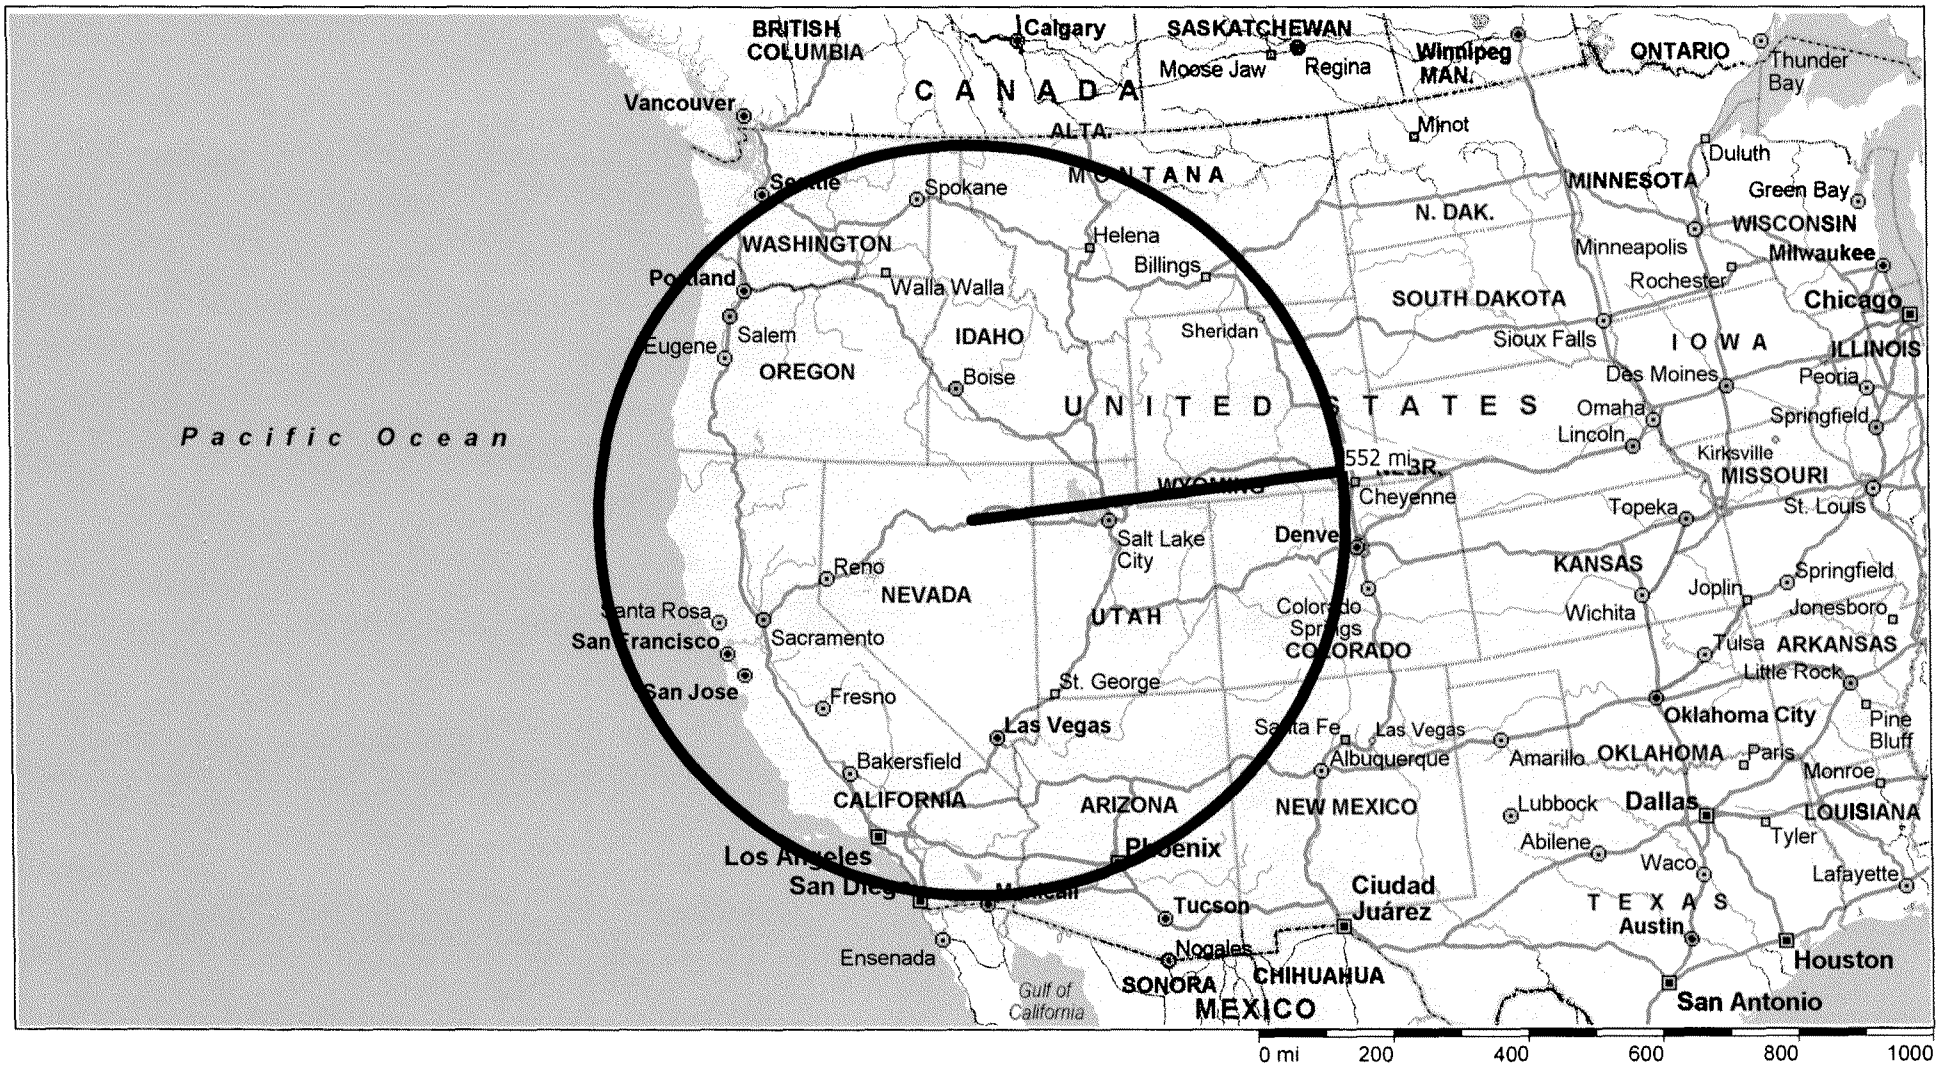 BRITISH
COLUMBIA
Calgary
SASKATCHEWAN
Moose Jaw
Regina
Winnipeg
MAN.
ONTARIO
Thunder
Bay
CANADA
Vancouver
ALTA.
Minot
Duluth
MONTANA
Seattle
Spokane
MINNESOTA
Green Bay
N. DAK.
WISCONSIN
Helena
WASHINGTON
Minneapolis
Milwaukee
Billings
Portland
Walla Walla
Rochester
SOUTH DAKOTA
Chicago
Salem
IDAHO
Sheridan
Sioux Falls
IOWA
ILLINOIS
Eugene
OREGON
Boise
Des Moines
Peoria
UNITED STATES
Omaha
Springfield
Pacific Ocean
Lincoln
Kirksville
552 mi
NEBR.
MISSOURI
WYOMING
Cheyenne
Topeka
St. Louis
Salt Lake
City
Denver
Reno
KANSAS
Springfield
NEVADA
Joplin
Santa Rosa
Colorado
Springs
Wichita
Jonesboro
UTAH
San Francisco
Sacramento
COLORADO
Tulsa
ARKANSAS
Little Rock
San Jose
Fresno
St. George
Las Vegas
Santa Fe
Las Vegas
Oklahoma City
Pine
Bluff
Bakersfield
Albuquerque
Amarillo
OKLAHOMA
Paris
Monroe
CALIFORNIA
ARIZONA
NEW MEXICO
Lubbock
Dallas
LOUISIANA
Los Angeles
Phoenix
Abilene
Tyler
Waco
Lafayette
San Diego
Mexicali
Ciudad
Juárez
TEXAS
Tucson
Austin
Ensenada
Nogales
Houston
SONORA
CHIHUAHUA
Gulf of
California
MEXICO
San Antonio
0 mi 200 400 600 800 1000